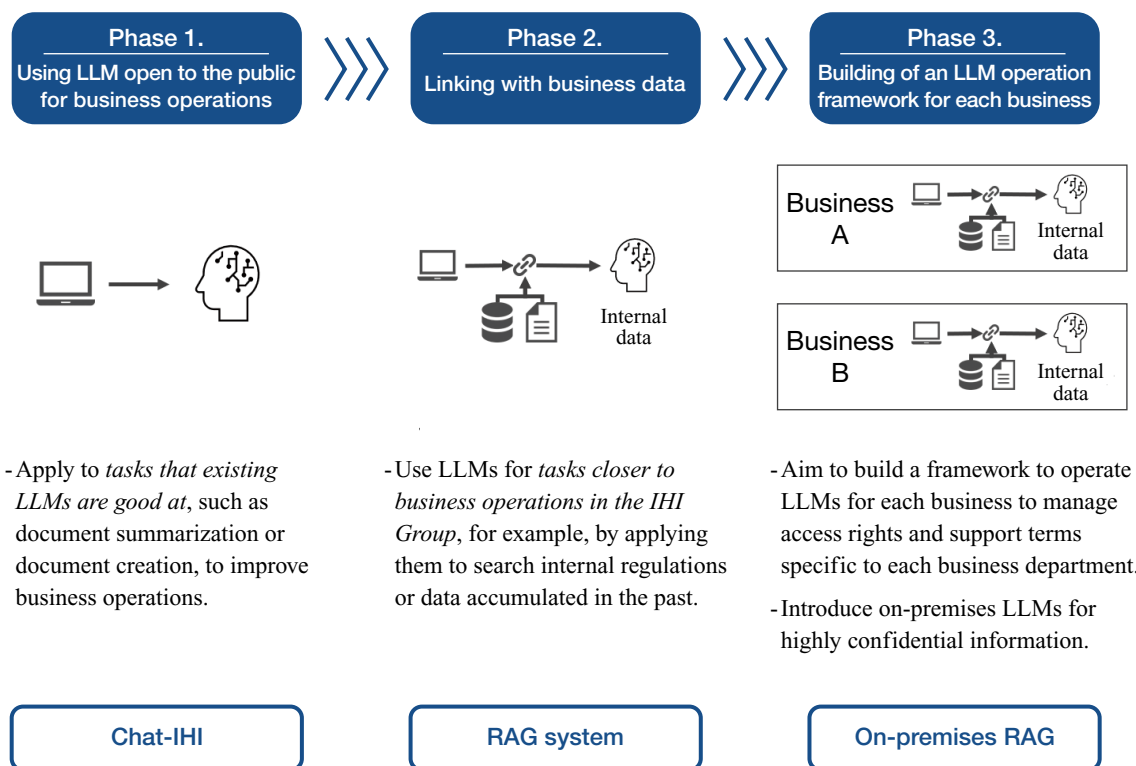 Phase 1.
Using LLM open to the public
for business operations
Phase 2.
Linking with business data
Phase 3.
Building of an LLM operation
framework for each business
Internal
data
Business
A
Internal
data
Business
B
Internal
data
- Apply to tasks that existing
LLMs are good at, such as
document summarization or
document creation, to improve
business operations.
- Use LLMs for tasks closer to
business operations in the IHI
Group, for example, by applying
them to search internal regulations
or data accumulated in the past.
- Aim to build a framework to operate
LLMs for each business to manage
access rights and support terms
specific to each business department.
- Introduce on-premises LLMs for
highly confidential information.
Chat-IHI
RAG system
On-premises RAG